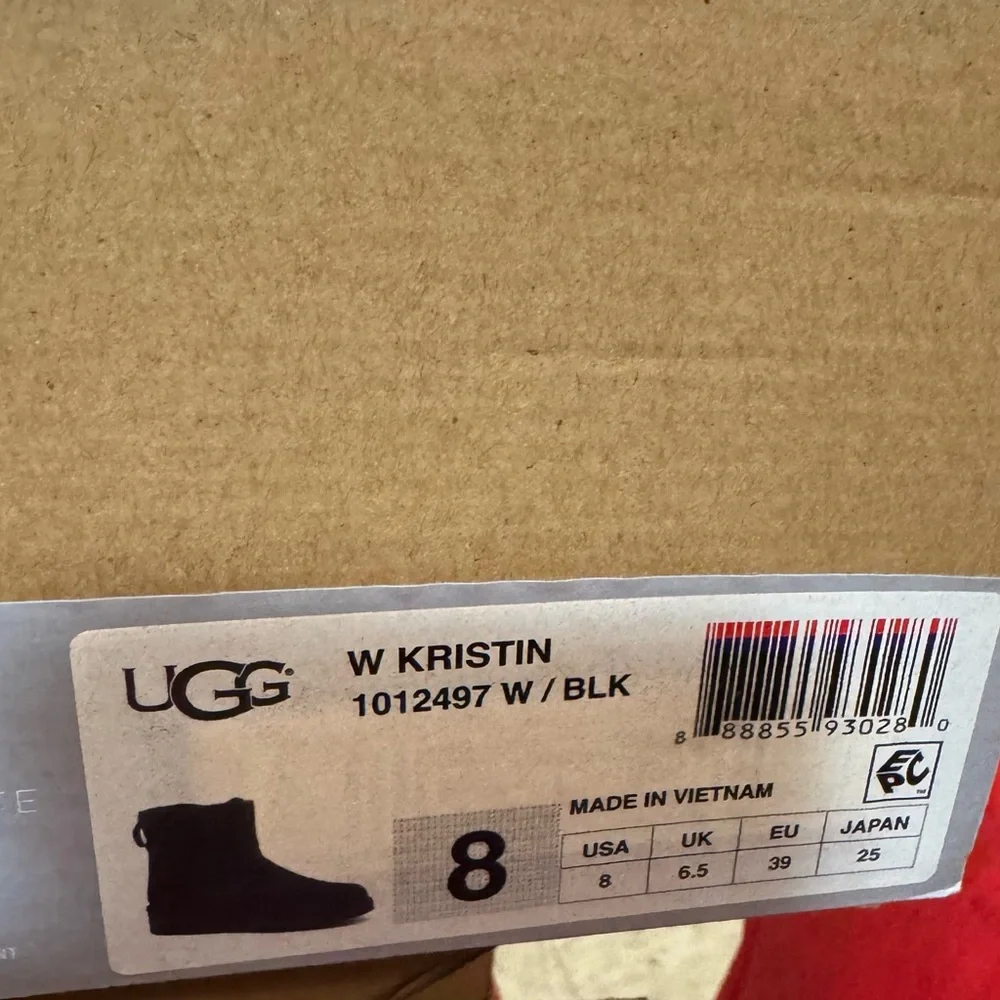 UGG
W KRISTIN
1012497 W / BLK
8 88855 93028 0
EPC™
MADE IN VIETNAM
8
USA UK EU JAPAN
8 6.5 39 25